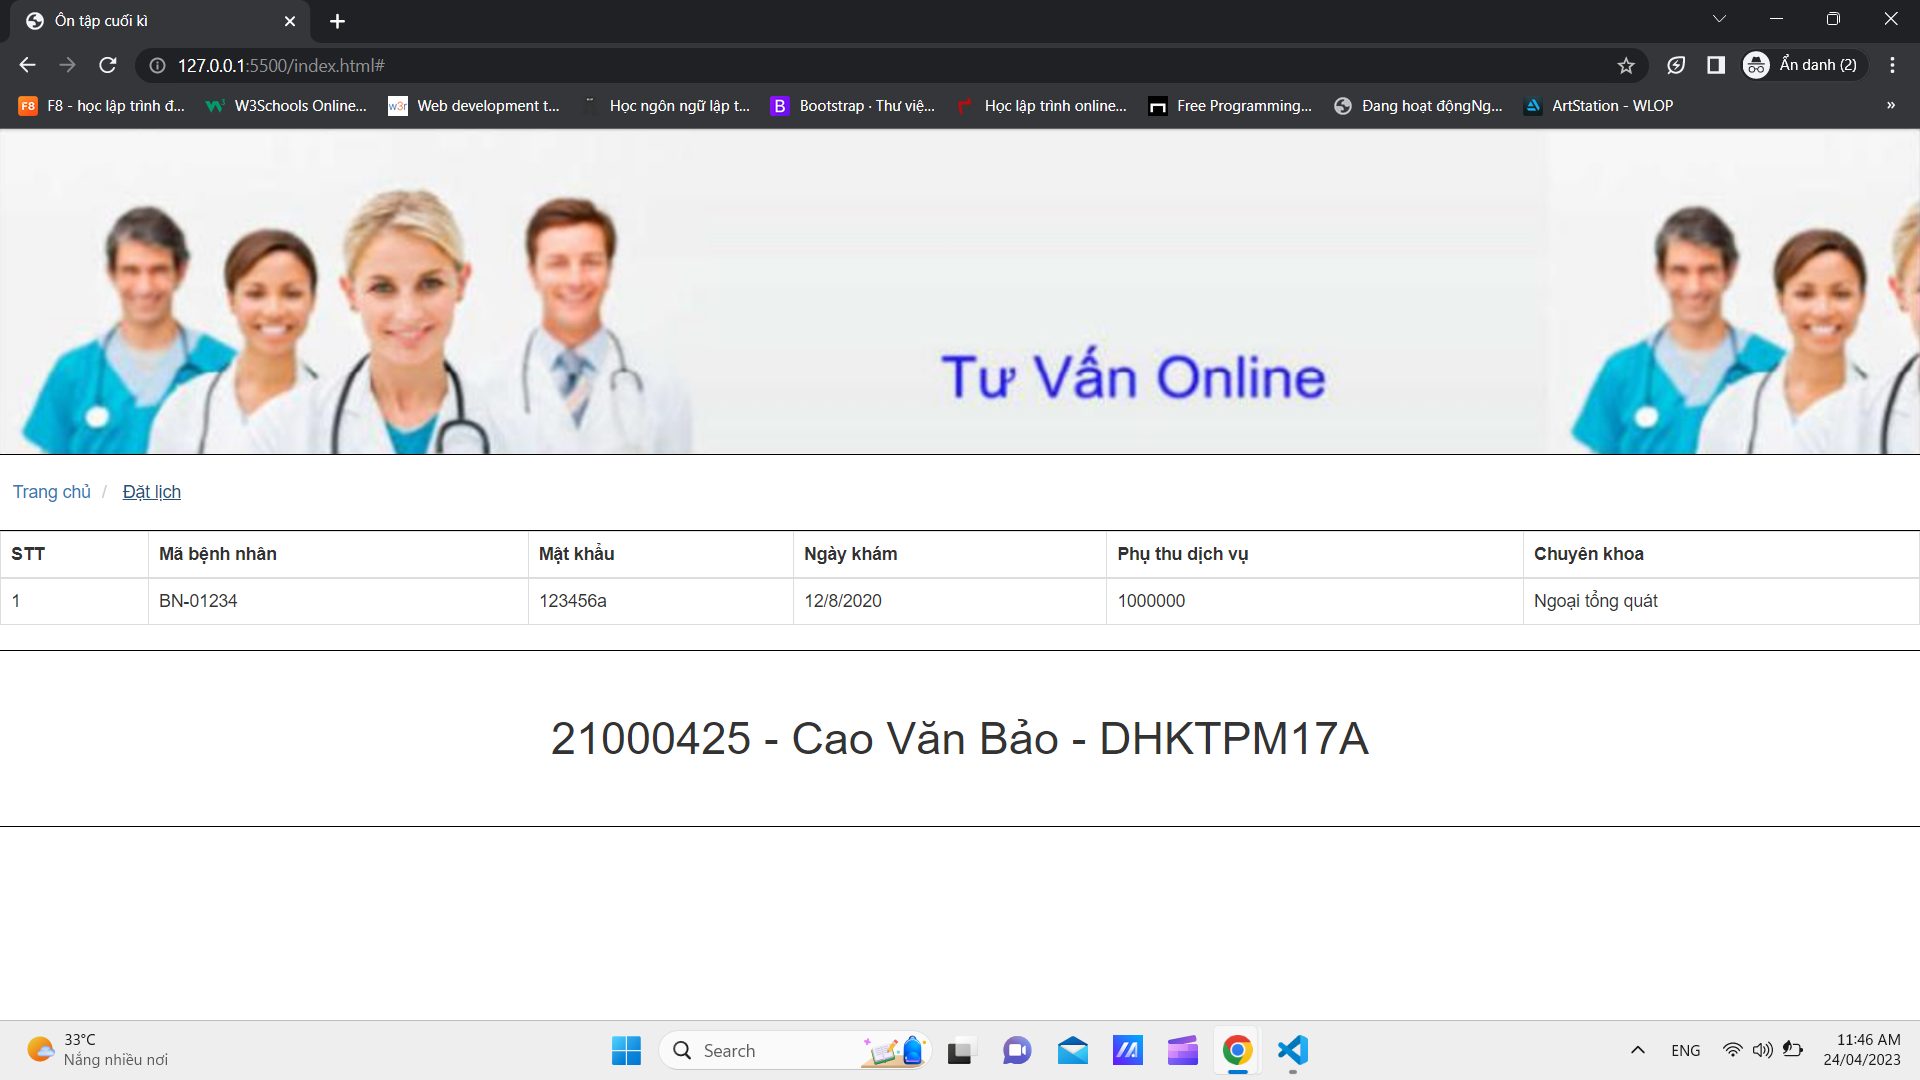 Ôn tập cuối kì
127.0.0.1:5500/index.html#
Ẩn danh (2)
F8 F8 - học lập trình đ...
W3Schools Online...
w3r Web development t...
Học ngôn ngữ lập t...
B Bootstrap · Thư việ...
Học lập trình online...
Free Programming...
Đang hoạt độngNg...
ArtStation - WLOP
»
Tư Vấn Online
Trang chủ / Đặt lịch
STT Mã bệnh nhân Mật khẩu Ngày khám Phụ thu dịch vụ Chuyên khoa
1 BN-01234 123456a 12/8/2020 1000000 Ngoại tổng quát
21000425 - Cao Văn Bảo - DHKTPM17A
33°C
Nắng nhiều nơi
Search
ENG
11:46 AM
24/04/2023